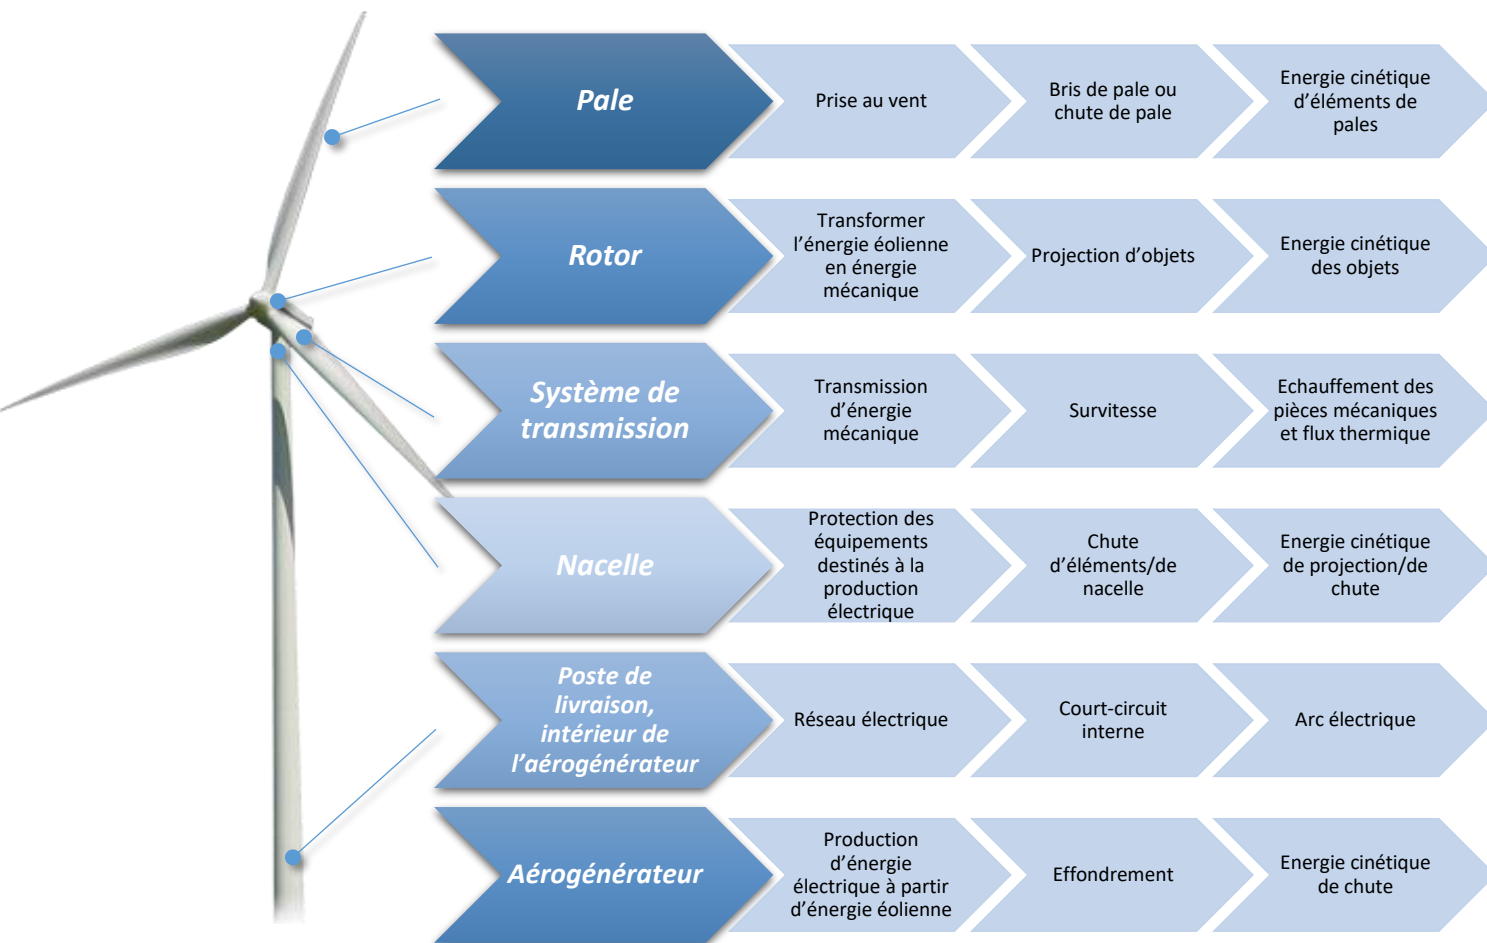 Pale
Prise au vent
Bris de pale ou
chute de pale
Energie cinétique
d’éléments de
pales
Rotor
Transformer
l’énergie éolienne
en énergie
mécanique
Projection d’objets
Energie cinétique
des objets
Système de
transmission
Transmission
d’énergie
mécanique
Survitesse
Echauffement des
pièces mécaniques
et flux thermique
Nacelle
Protection des
équipements
destinés à la
production
électrique
Chute
d’éléments/de
nacelle
Energie cinétique
de projection/de
chute
Poste de
livraison,
intérieur de
l’aérogénérateur
Réseau électrique
Court-circuit
interne
Arc électrique
Aérogénérateur
Production
d’énergie
électrique à partir
d’énergie éolienne
Effondrement
Energie cinétique
de chute